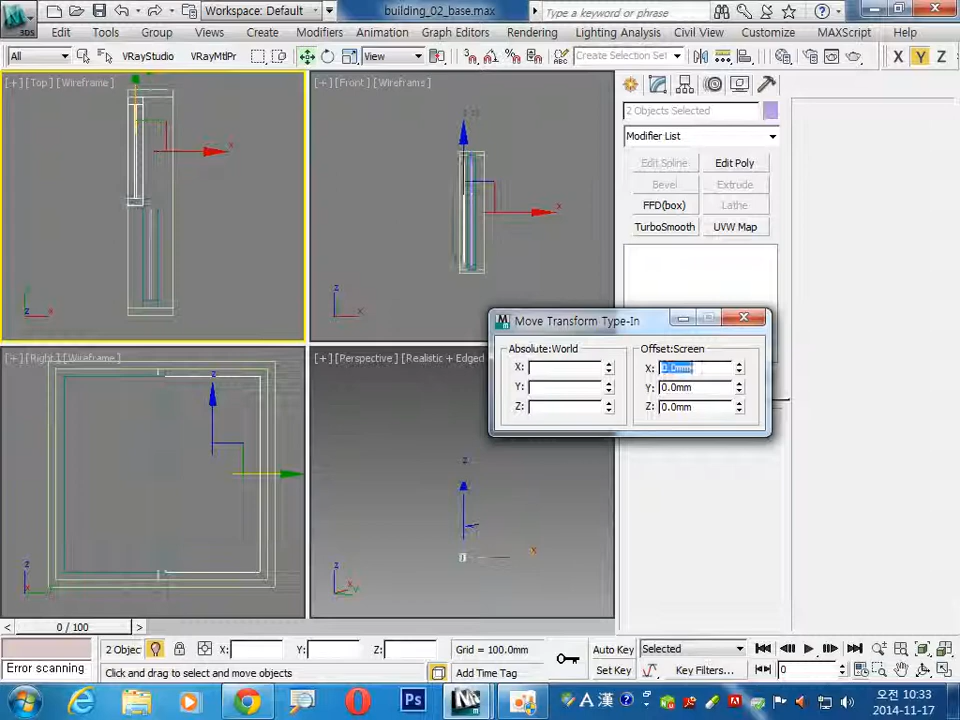 Workspace: Default
building_02_base.max
Type a keyword or phrase
3DS
Edit Tools Group Views Create Modifiers Animation Graph Editors Rendering Lighting Analysis Civil View Customize MAXScript Help
All
VRayStudio
VRayMtlPr
View
Create Selection Set
X Y Z
[+] [Top] [Wireframe]
[+] [Front] [Wireframe]
2 Objects Selected
Modifier List
Edit Spline
Edit Poly
Bevel
Extrude
FFD(box)
Lathe
TurboSmooth
UVW Map
Move Transform Type-In
Absolute:World
Offset:Screen
X:
X: 0.0mm
Y:
Y: 0.0mm
Z:
Z: 0.0mm
[+] [Right] [Wireframe]
[+] [Perspective] [Realistic + Edged
0 / 100
2 Objec
X:
Y:
Z:
Grid = 100.0mm
Auto Key
Selected
Error scanning
Click and drag to select and move objects
Add Time Tag
Set Key
Key Filters...
0
Ps
A 漢
오전 10:33
2014-11-17